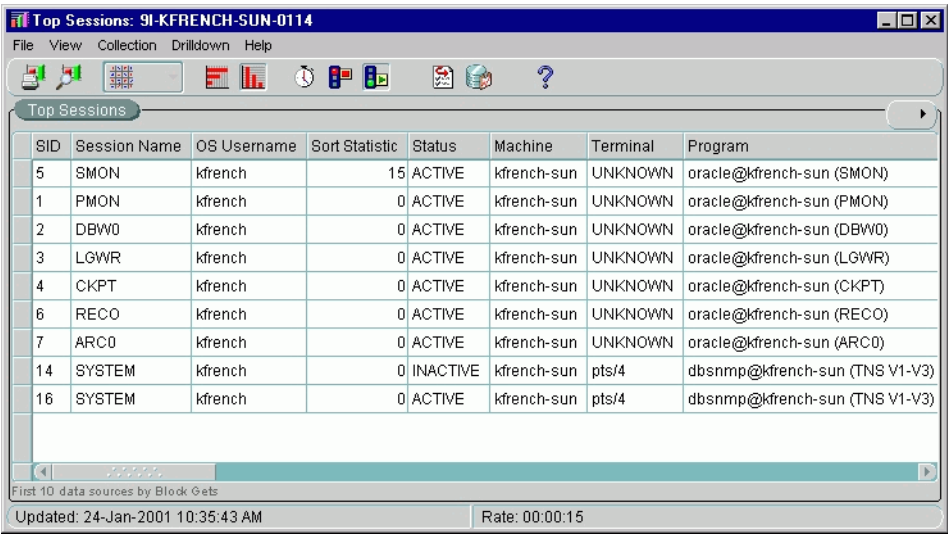 Top Sessions: 9I-KFRENCH-SUN-0114
File View Collection Drilldown Help
Top Sessions
SID Session Name OS Username Sort Statistic Status Machine Terminal Program
5 SMON kfrench 15 ACTIVE kfrench-sun UNKNOWN oracle@kfrench-sun (SMON)
1 PMON kfrench 0 ACTIVE kfrench-sun UNKNOWN oracle@kfrench-sun (PMON)
2 DBW0 kfrench 0 ACTIVE kfrench-sun UNKNOWN oracle@kfrench-sun (DBW0)
3 LGWR kfrench 0 ACTIVE kfrench-sun UNKNOWN oracle@kfrench-sun (LGWR)
4 CKPT kfrench 0 ACTIVE kfrench-sun UNKNOWN oracle@kfrench-sun (CKPT)
6 RECO kfrench 0 ACTIVE kfrench-sun UNKNOWN oracle@kfrench-sun (RECO)
7 ARC0 kfrench 0 ACTIVE kfrench-sun UNKNOWN oracle@kfrench-sun (ARC0)
14 SYSTEM kfrench 0 INACTIVE kfrench-sun pts/4 dbsnmp@kfrench-sun (TNS V1-V3)
16 SYSTEM kfrench 0 ACTIVE kfrench-sun pts/4 dbsnmp@kfrench-sun (TNS V1-V3)
First 10 data sources by Block Gets
Updated: 24-Jan-2001 10:35:43 AM Rate: 00:00:15